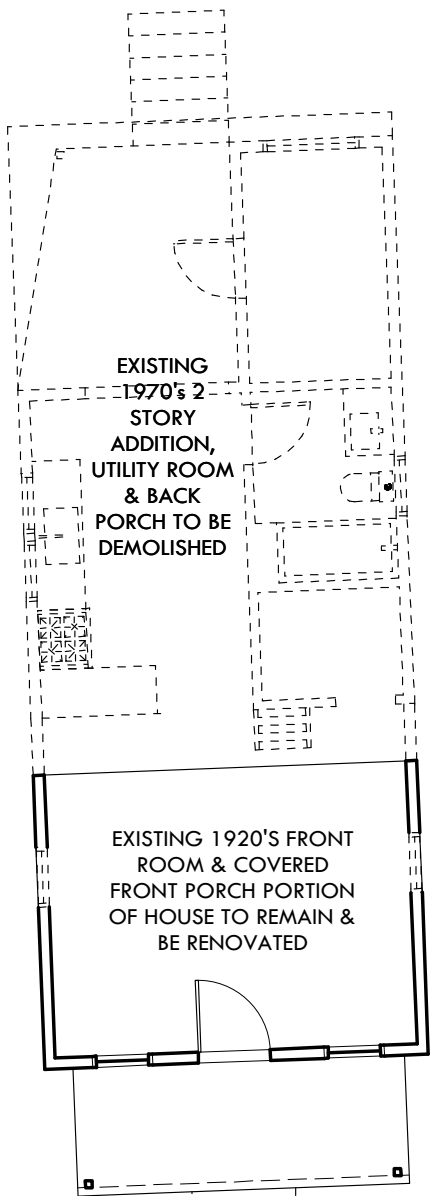 EXISTING
1970's 2
STORY
ADDITION,
UTILITY ROOM
& BACK
PORCH TO BE
DEMOLISHED
EXISTING 1920'S FRONT
ROOM & COVERED
FRONT PORCH PORTION
OF HOUSE TO REMAIN &
BE RENOVATED